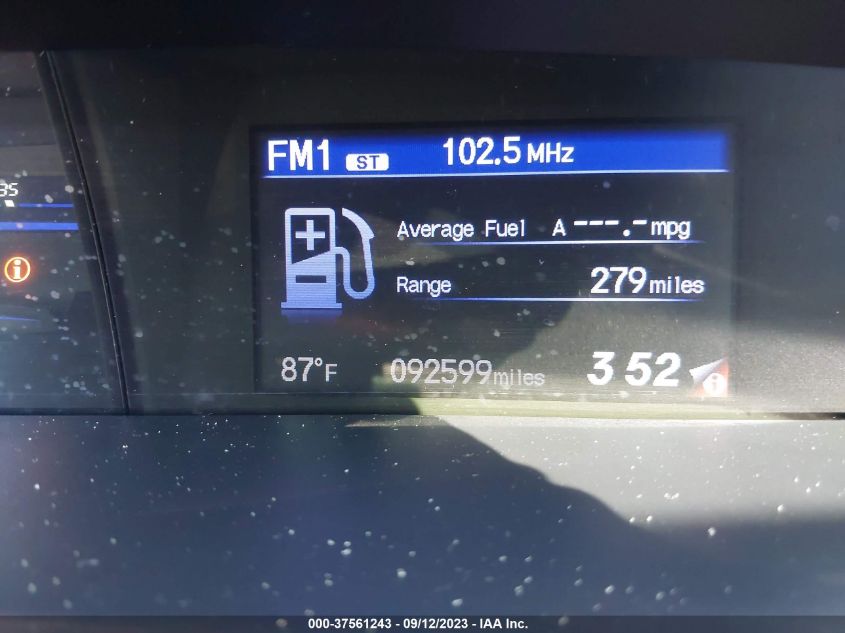 FM1 ST 102.5 MHz
35
Average Fuel A ---.- mpg
Range 279 miles
87°F 092599 miles 3 52
000-37561243 - 09/12/2023 - IAA Inc.